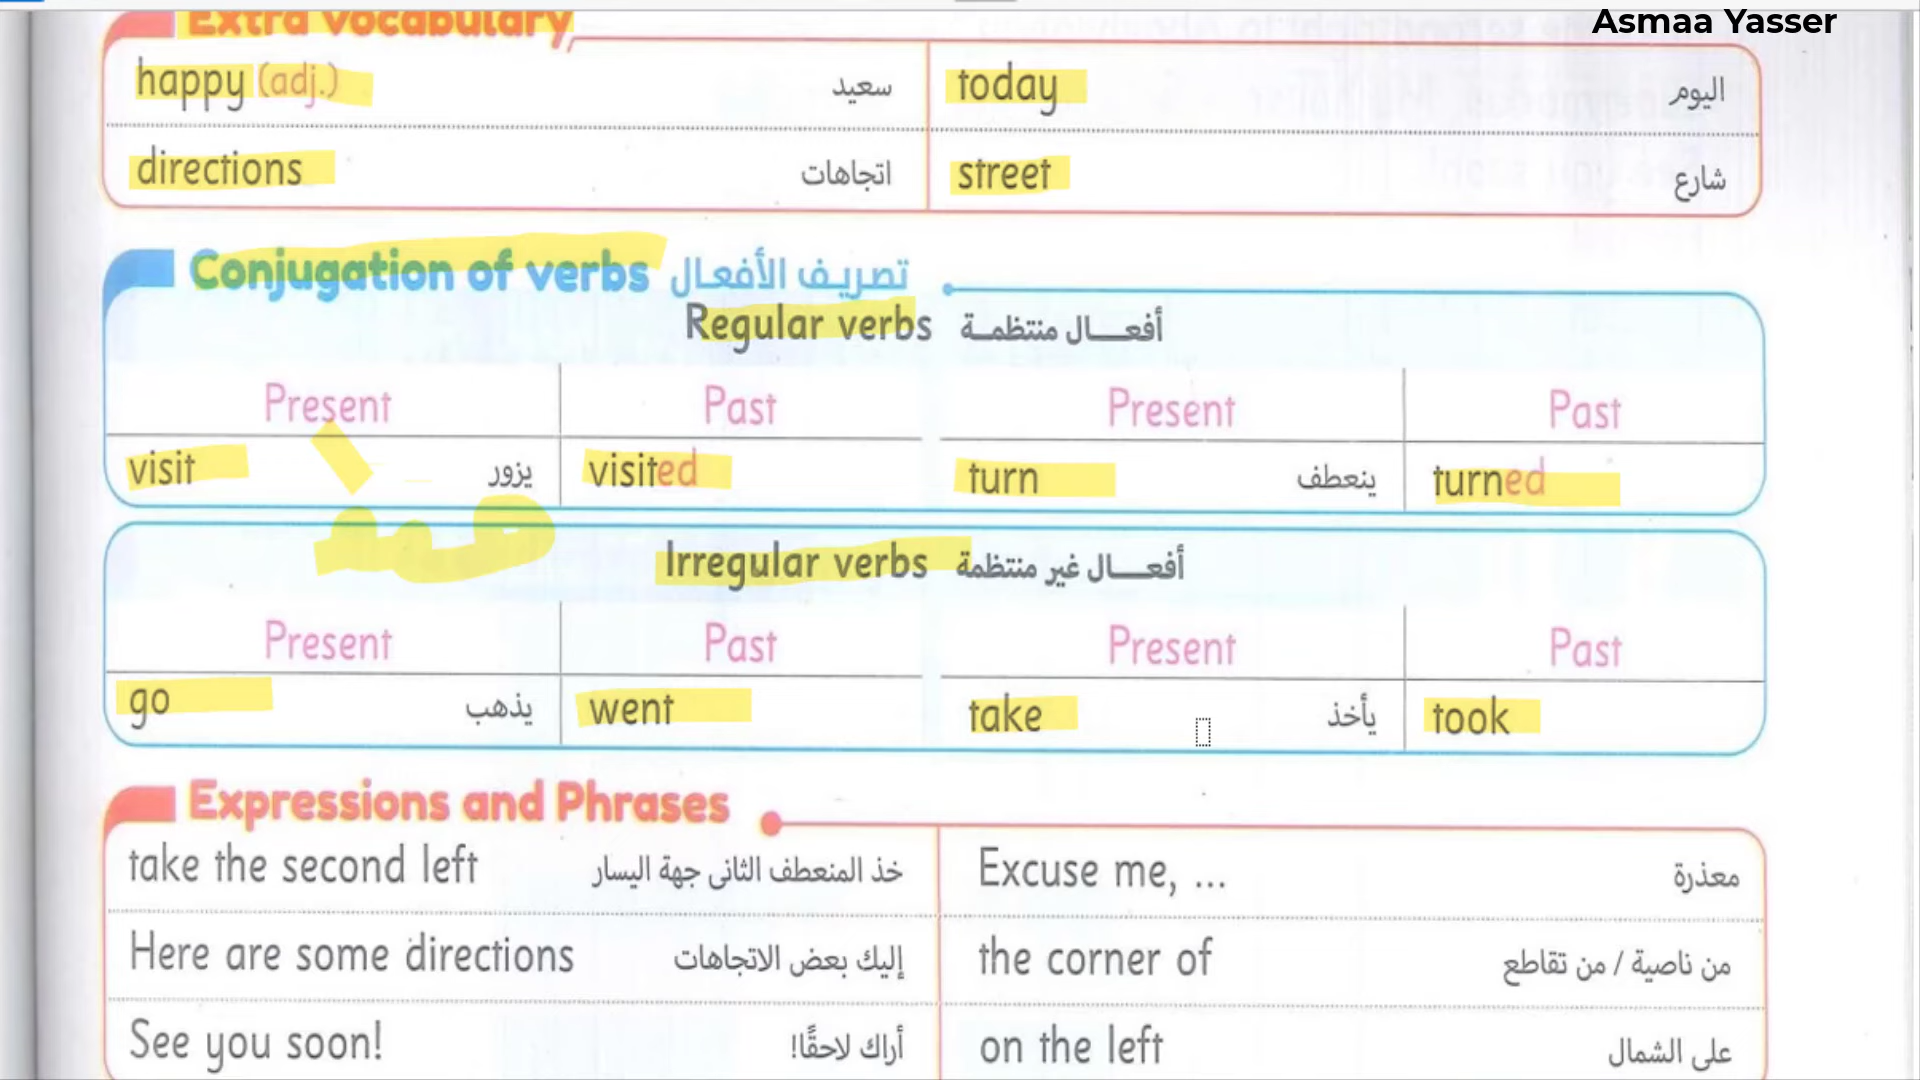 Asmaa Yasser
Extra Vocabulary
happy (adj.) سعيد today اليوم
directions اتجاهات street شارع
Conjugation of verbs تصريف الأفعال
Regular verbs أفعـــال منتظمـة
Present Past Present Past
visit يزور visited turn ينعطف turned
Irregular verbs أفعـــال غير منتظمة
Present Past Present Past
go يذهب went take يأخذ took
Expressions and Phrases
take the second left خذ المنعطف الثانى جهة اليسار Excuse me, ... معذرة
Here are some directions إليك بعض الاتجاهات the corner of من ناصية / من تقاطع
See you soon! أراك لاحقًا! on the left على الشمال